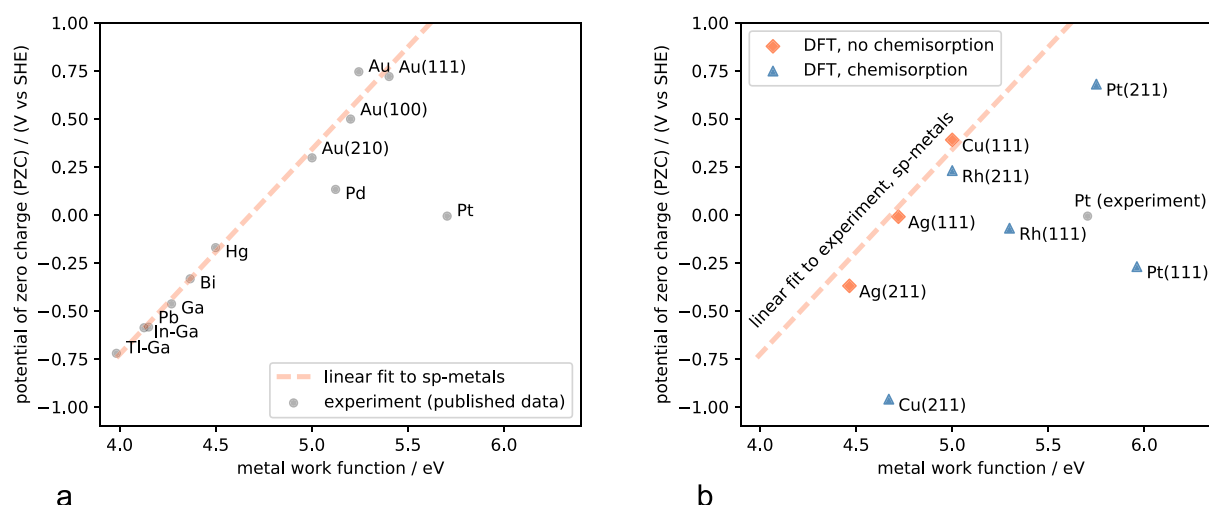 1.00
0.75
0.50
0.25
0.00
−0.25
−0.50
−0.75
−1.00
potential of zero charge (PZC) / (V vs SHE)
Au
Au(111)
Au(100)
Au(210)
Pd
Pt
Hg
Bi
Ga
Pb
In-Ga
Tl-Ga
linear fit to sp-metals
experiment (published data)
4.0 4.5 5.0 5.5 6.0
metal work function / eV
a
1.00
0.75
0.50
0.25
0.00
−0.25
−0.50
−0.75
−1.00
potential of zero charge (PZC) / (V vs SHE)
DFT, no chemisorption
DFT, chemisorption
linear fit to experiment, sp-metals
Pt(211)
Cu(111)
Rh(211)
Pt (experiment)
Ag(111)
Rh(111)
Pt(111)
Ag(211)
Cu(211)
4.0 4.5 5.0 5.5 6.0
metal work function / eV
b